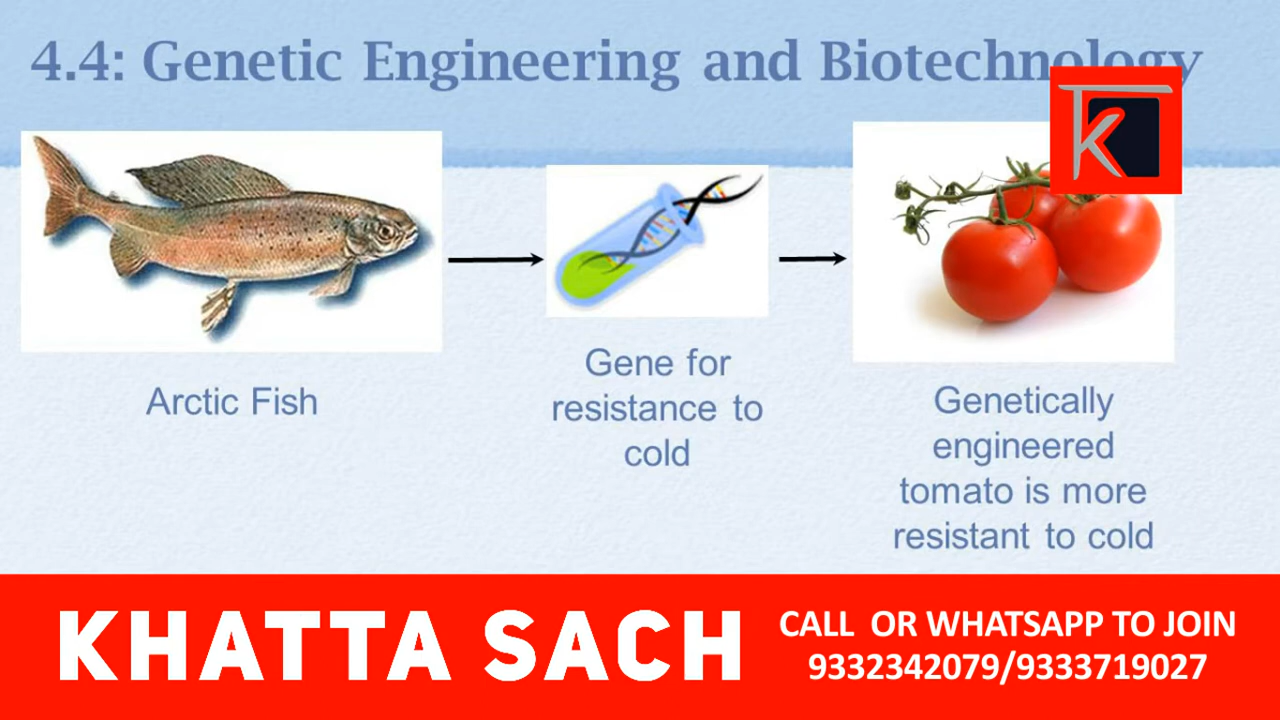 4.4: Genetic Engineering and Biotechnology
K
Arctic Fish
Gene for
resistance to
cold
Genetically
engineered
tomato is more
resistant to cold
KHATTA SACH
CALL OR WHATSAPP TO JOIN
9332342079/9333719027